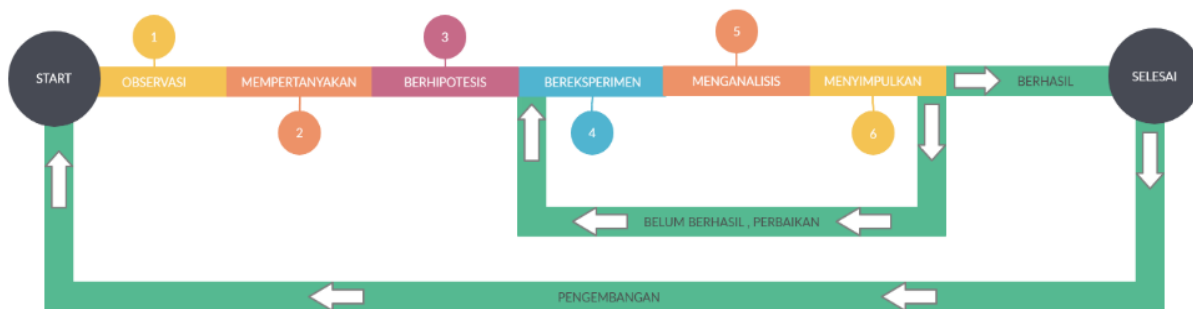 1
3
5
START
OBSERVASI
MEMPERTANYAKAN
BERHIPOTESIS
BEREKSPERIMEN
MENGANALISIS
MENYIMPULKAN
BERHASIL
SELESAI
2
4
6
BELUM BERHASIL , PERBAIKAN
PENGEMBANGAN